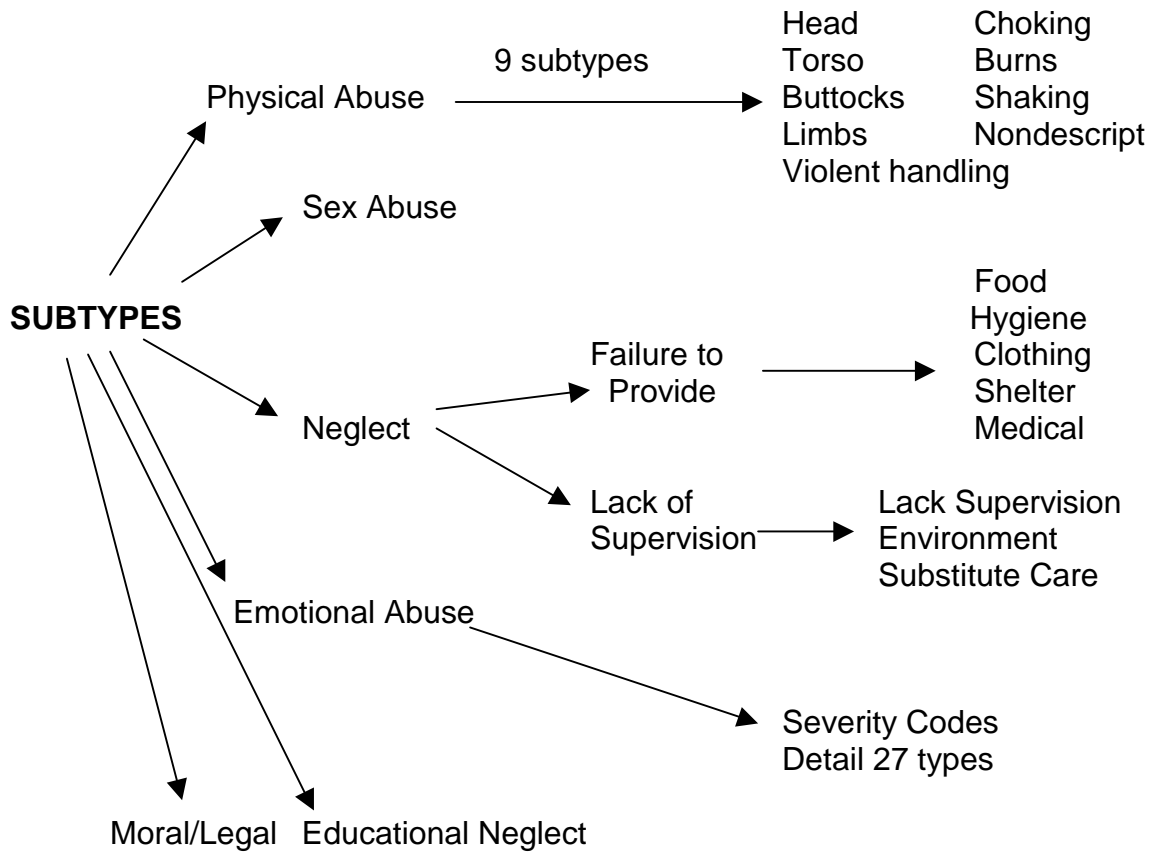 9 subtypes
Physical Abuse
Head Choking
Torso Burns
Buttocks Shaking
Limbs Nondescript
Violent handling
Sex Abuse
SUBTYPES
Neglect
Failure to
Provide
Food
Hygiene
Clothing
Shelter
Medical
Lack of
Supervision
Lack Supervision
Environment
Substitute Care
Emotional Abuse
Severity Codes
Detail 27 types
Moral/Legal Educational Neglect